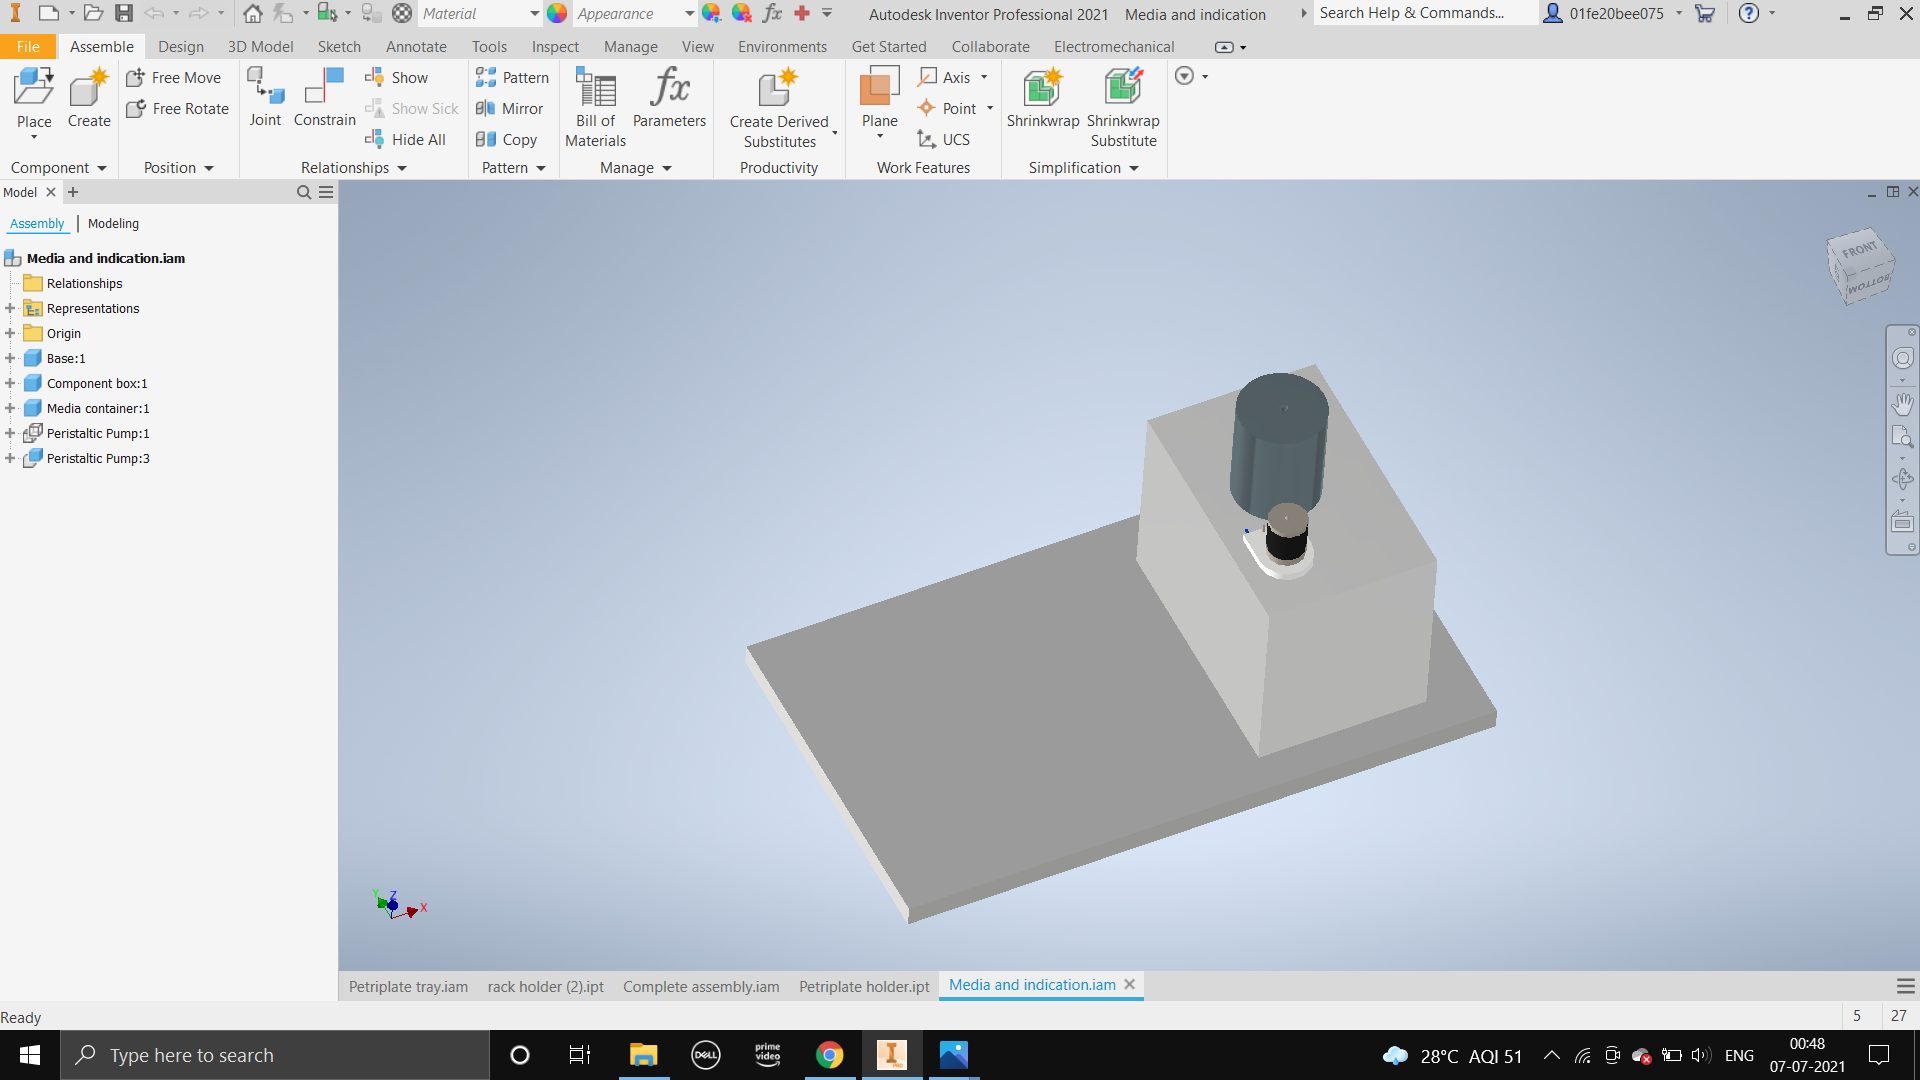 Material
Appearance
Autodesk Inventor Professional 2021 Media and indication
Search Help & Commands...
01fe20bee075
File Assemble Design 3D Model Sketch Annotate Tools Inspect Manage View Environments Get Started Collaborate Electromechanical
Place
Create
Free Move
Free Rotate
Joint
Constrain
Show
Show Sick
Hide All
Pattern
Mirror
Copy
Bill of
Materials
Parameters
Create Derived
Substitutes
Plane
Axis
Point
UCS
Shrinkwrap
Shrinkwrap
Substitute
Component Position Relationships Pattern Manage Productivity Work Features Simplification
Model
Assembly | Modeling
Media and indication.iam
Relationships
Representations
Origin
Base:1
Component box:1
Media container:1
Peristaltic Pump:1
Peristaltic Pump:3
FRONT
BOTTOM
Y Z X
Petriplate tray.iam rack holder (2).ipt Complete assembly.iam Petriplate holder.ipt Media and indication.iam
Ready
5 27
Type here to search
DELL
prime
video
28°C AQI 51
ENG
00:48
07-07-2021